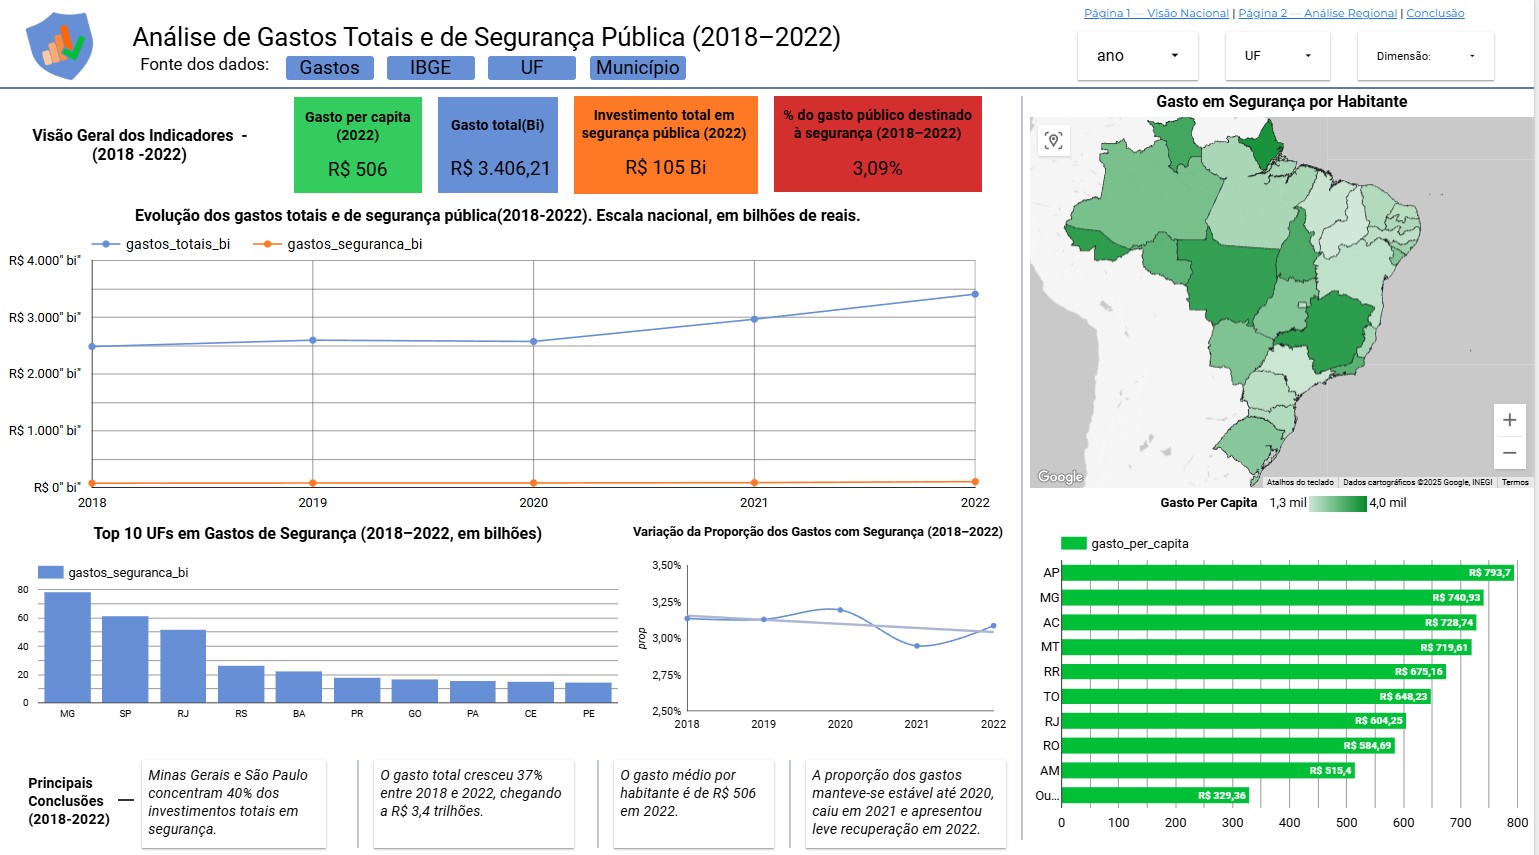 Análise de Gastos Totais e de Segurança Pública (2018–2022)
Fonte dos dados:
Gastos
IBGE
UF
Município
Página 1 — Visão Nacional | Página 2 — Análise Regional | Conclusão
ano
UF
Dimensão:
Visão Geral dos Indicadores -
(2018 -2022)
Gasto per capita
(2022)
R$ 506
Gasto total(Bi)
R$ 3.406,21
Investimento total em
segurança pública (2022)
R$ 105 Bi
% do gasto público destinado
à segurança (2018–2022)
3,09%
Evolução dos gastos totais e de segurança pública(2018-2022). Escala nacional, em bilhões de reais.
gastos_totais_bi
gastos_seguranca_bi
R$ 4.000" bi"
R$ 3.000" bi"
R$ 2.000" bi"
R$ 1.000" bi"
R$ 0" bi"
2018
2019
2020
2021
2022
Top 10 UFs em Gastos de Segurança (2018–2022, em bilhões)
gastos_seguranca_bi
80
60
40
20
0
MG
SP
RJ
RS
BA
PR
GO
PA
CE
PE
Variação da Proporção dos Gastos com Segurança (2018–2022)
prop
3,50%
3,25%
3,00%
2,75%
2,50%
2018
2019
2020
2021
2022
Principais
Conclusões
(2018-2022)
Minas Gerais e São Paulo
concentram 40% dos
investimentos totais em
segurança.
O gasto total cresceu 37%
entre 2018 e 2022, chegando
a R$ 3,4 trilhões.
O gasto médio por
habitante é de R$ 506
em 2022.
A proporção dos gastos
manteve-se estável até 2020,
caiu em 2021 e apresentou
leve recuperação em 2022.
Gasto em Segurança por Habitante
Google
Atalhos do teclado
Dados cartográficos ©2025 Google, INEGI
Termos
Gasto Per Capita
1,3 mil
4,0 mil
gasto_per_capita
AP
R$ 793,7
MG
R$ 740,93
AC
R$ 728,74
MT
R$ 719,61
RR
R$ 675,16
TO
R$ 648,23
RJ
R$ 604,25
RO
R$ 584,69
AM
R$ 515,4
Ou...
R$ 329,36
0
100
200
300
400
500
600
700
800